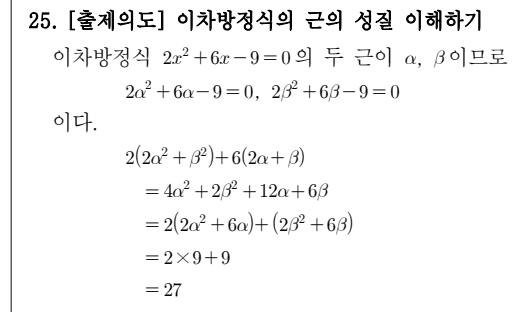 25. [출제의도] 이차방정식의 근의 성질 이해하기
이차방정식 2x²+6x-9=0의 두 근이 α, β이므로
2α²+6α-9=0, 2β²+6β-9=0
이다.
2(2α²+β²)+6(2α+β)
=4α²+2β²+12α+6β
=2(2α²+6α)+(2β²+6β)
=2×9+9
=27